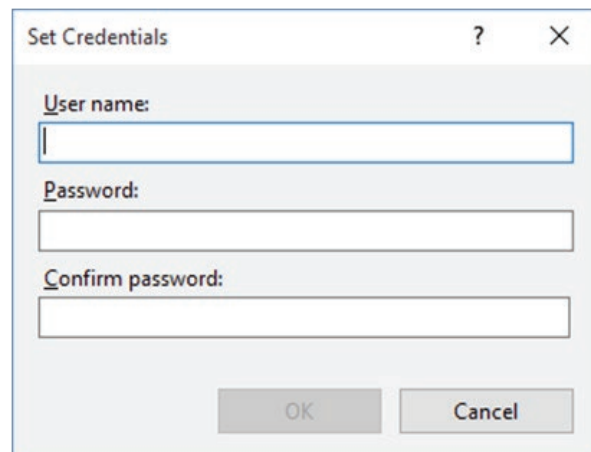 Set Credentials ?
User name:
Password:
Confirm password:
OK Cancel